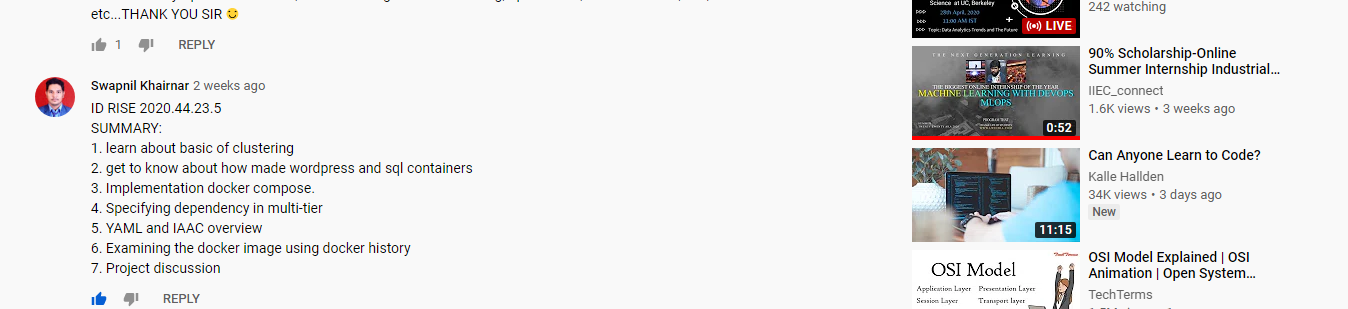 etc...THANK YOU SIR 😊
1 REPLY
Swapnil Khairnar 2 weeks ago
ID RISE 2020.44.23.5
SUMMARY:
1. learn about basic of clustering
2. get to know about how made wordpress and sql containers
3. Implementation docker compose.
4. Specifying dependency in multi-tier
5. YAML and IAAC overview
6. Examining the docker image using docker history
7. Project discussion
REPLY
Science at UC, Berkeley
28th April, 2020
11:00 AM IST
Topic: Data Analytics Trends and The Future
LIVE
242 watching
THE NEXT GENERATION LEARNING
THE BIGGEST ONLINE INTERNSHIP OF THE YEAR
MACHINE LEARNING WITH DEVOPS
MLOPS
0:52
90% Scholarship-Online
Summer Internship Industrial...
IIEC_connect
1.6K views • 3 weeks ago
11:15
Can Anyone Learn to Code?
Kalle Hallden
34K views • 3 days ago
New
OSI Model
Application Layer Presentation Layer
Session Layer Transport layer
TechTerms
OSI Model Explained | OSI
Animation | Open System...
TechTerms